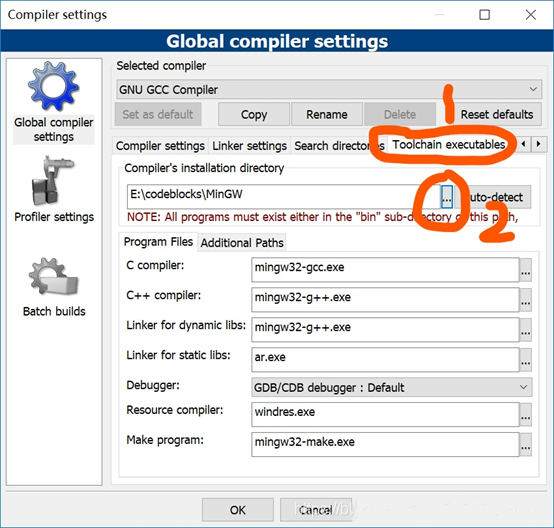 Compiler settings
Global compiler settings
Selected compiler
GNU GCC Compiler
Set as default Copy Rename Delete Reset defaults
1
Global compiler
settings
Profiler settings
Batch builds
Compiler settings Linker settings Search directories Toolchain executables
Compiler's installation directory
E:\codeblocks\MinGW ... Auto-detect
NOTE: All programs must exist either in the "bin" sub-directory of this path,
2
Program Files Additional Paths
C compiler: mingw32-gcc.exe ...
C++ compiler: mingw32-g++.exe ...
Linker for dynamic libs: mingw32-g++.exe ...
Linker for static libs: ar.exe ...
Debugger: GDB/CDB debugger : Default
Resource compiler: windres.exe ...
Make program: mingw32-make.exe ...
OK Cancel